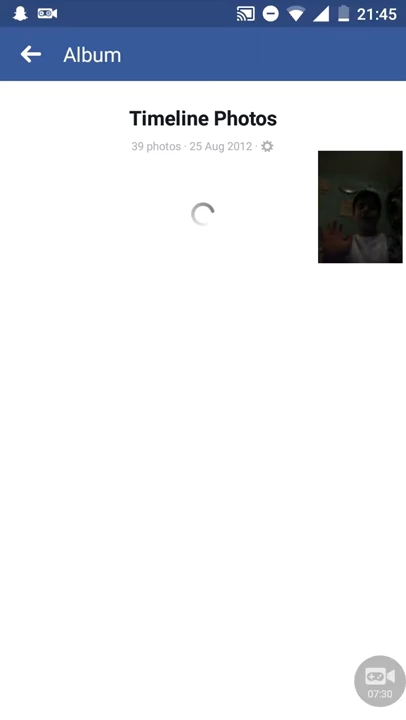 21:45
Album
Timeline Photos
39 photos · 25 Aug 2012 ·
07:30